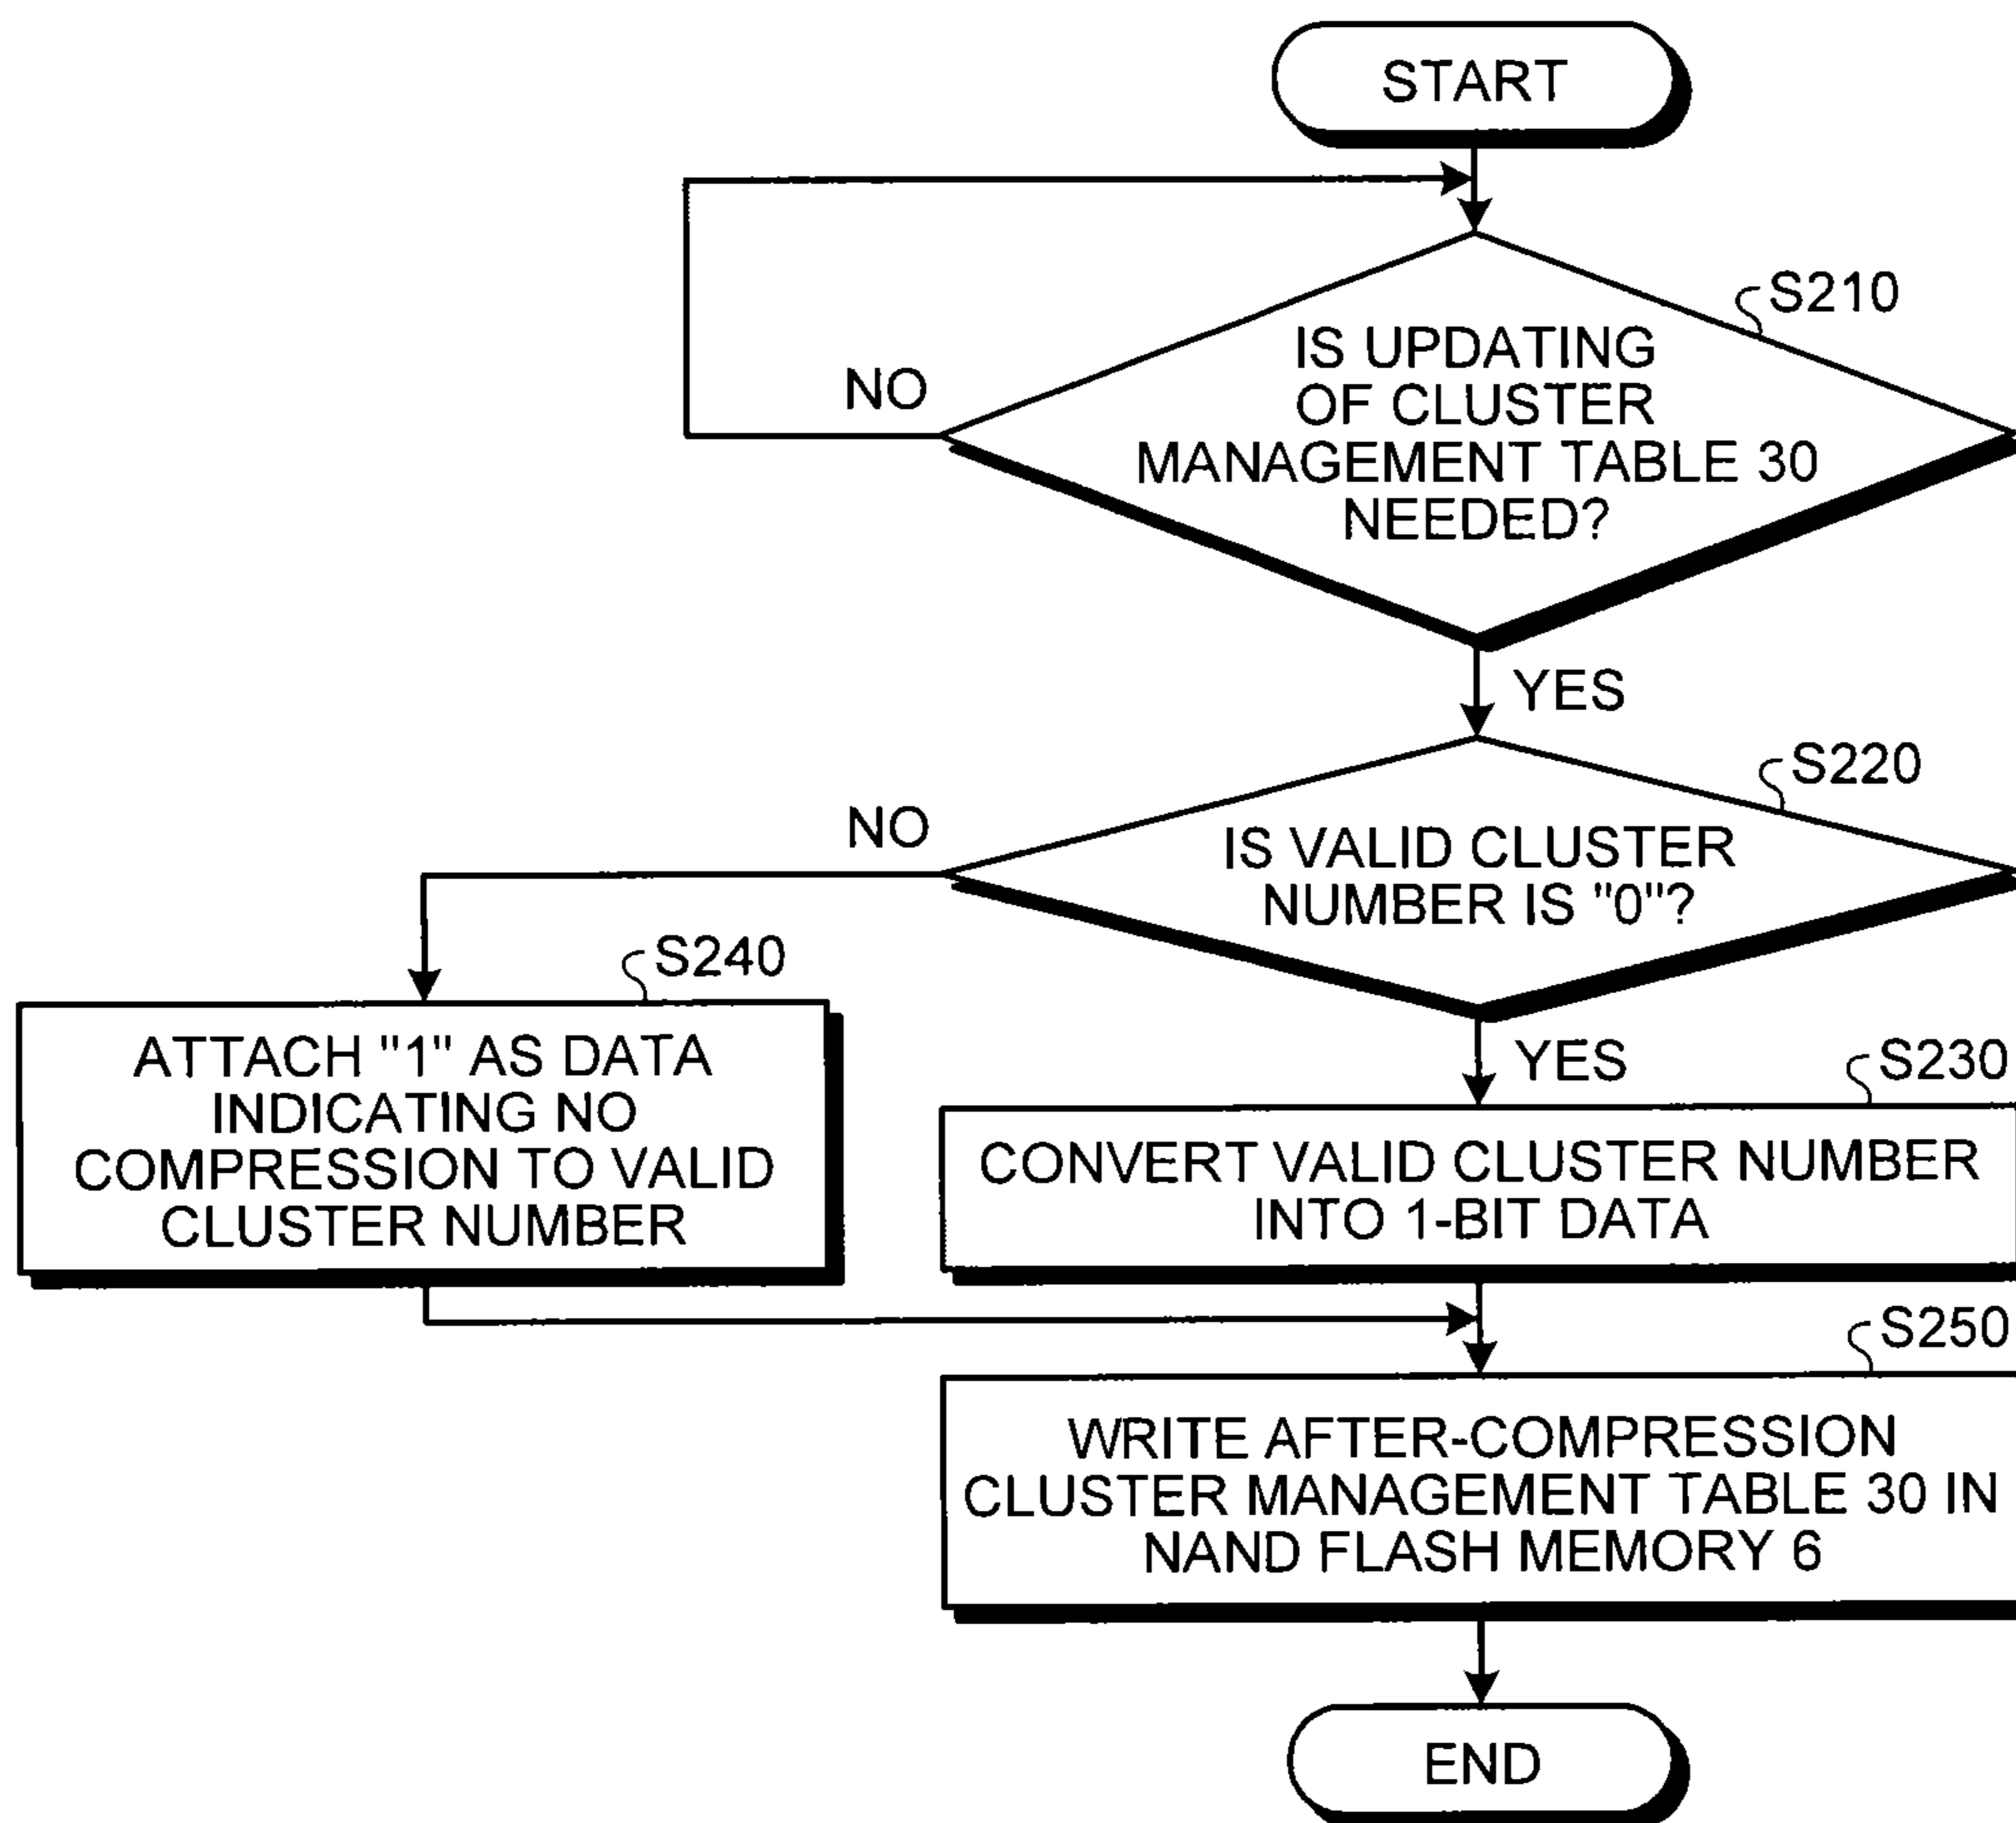 START
S210
IS UPDATING
OF CLUSTER
MANAGEMENT TABLE 30
NEEDED?
NO
YES
S220
IS VALID CLUSTER
NUMBER IS "0"?
NO
YES
S240
ATTACH "1" AS DATA
INDICATING NO
COMPRESSION TO VALID
CLUSTER NUMBER
S230
CONVERT VALID CLUSTER NUMBER
INTO 1-BIT DATA
S250
WRITE AFTER-COMPRESSION
CLUSTER MANAGEMENT TABLE 30 IN
NAND FLASH MEMORY 6
END